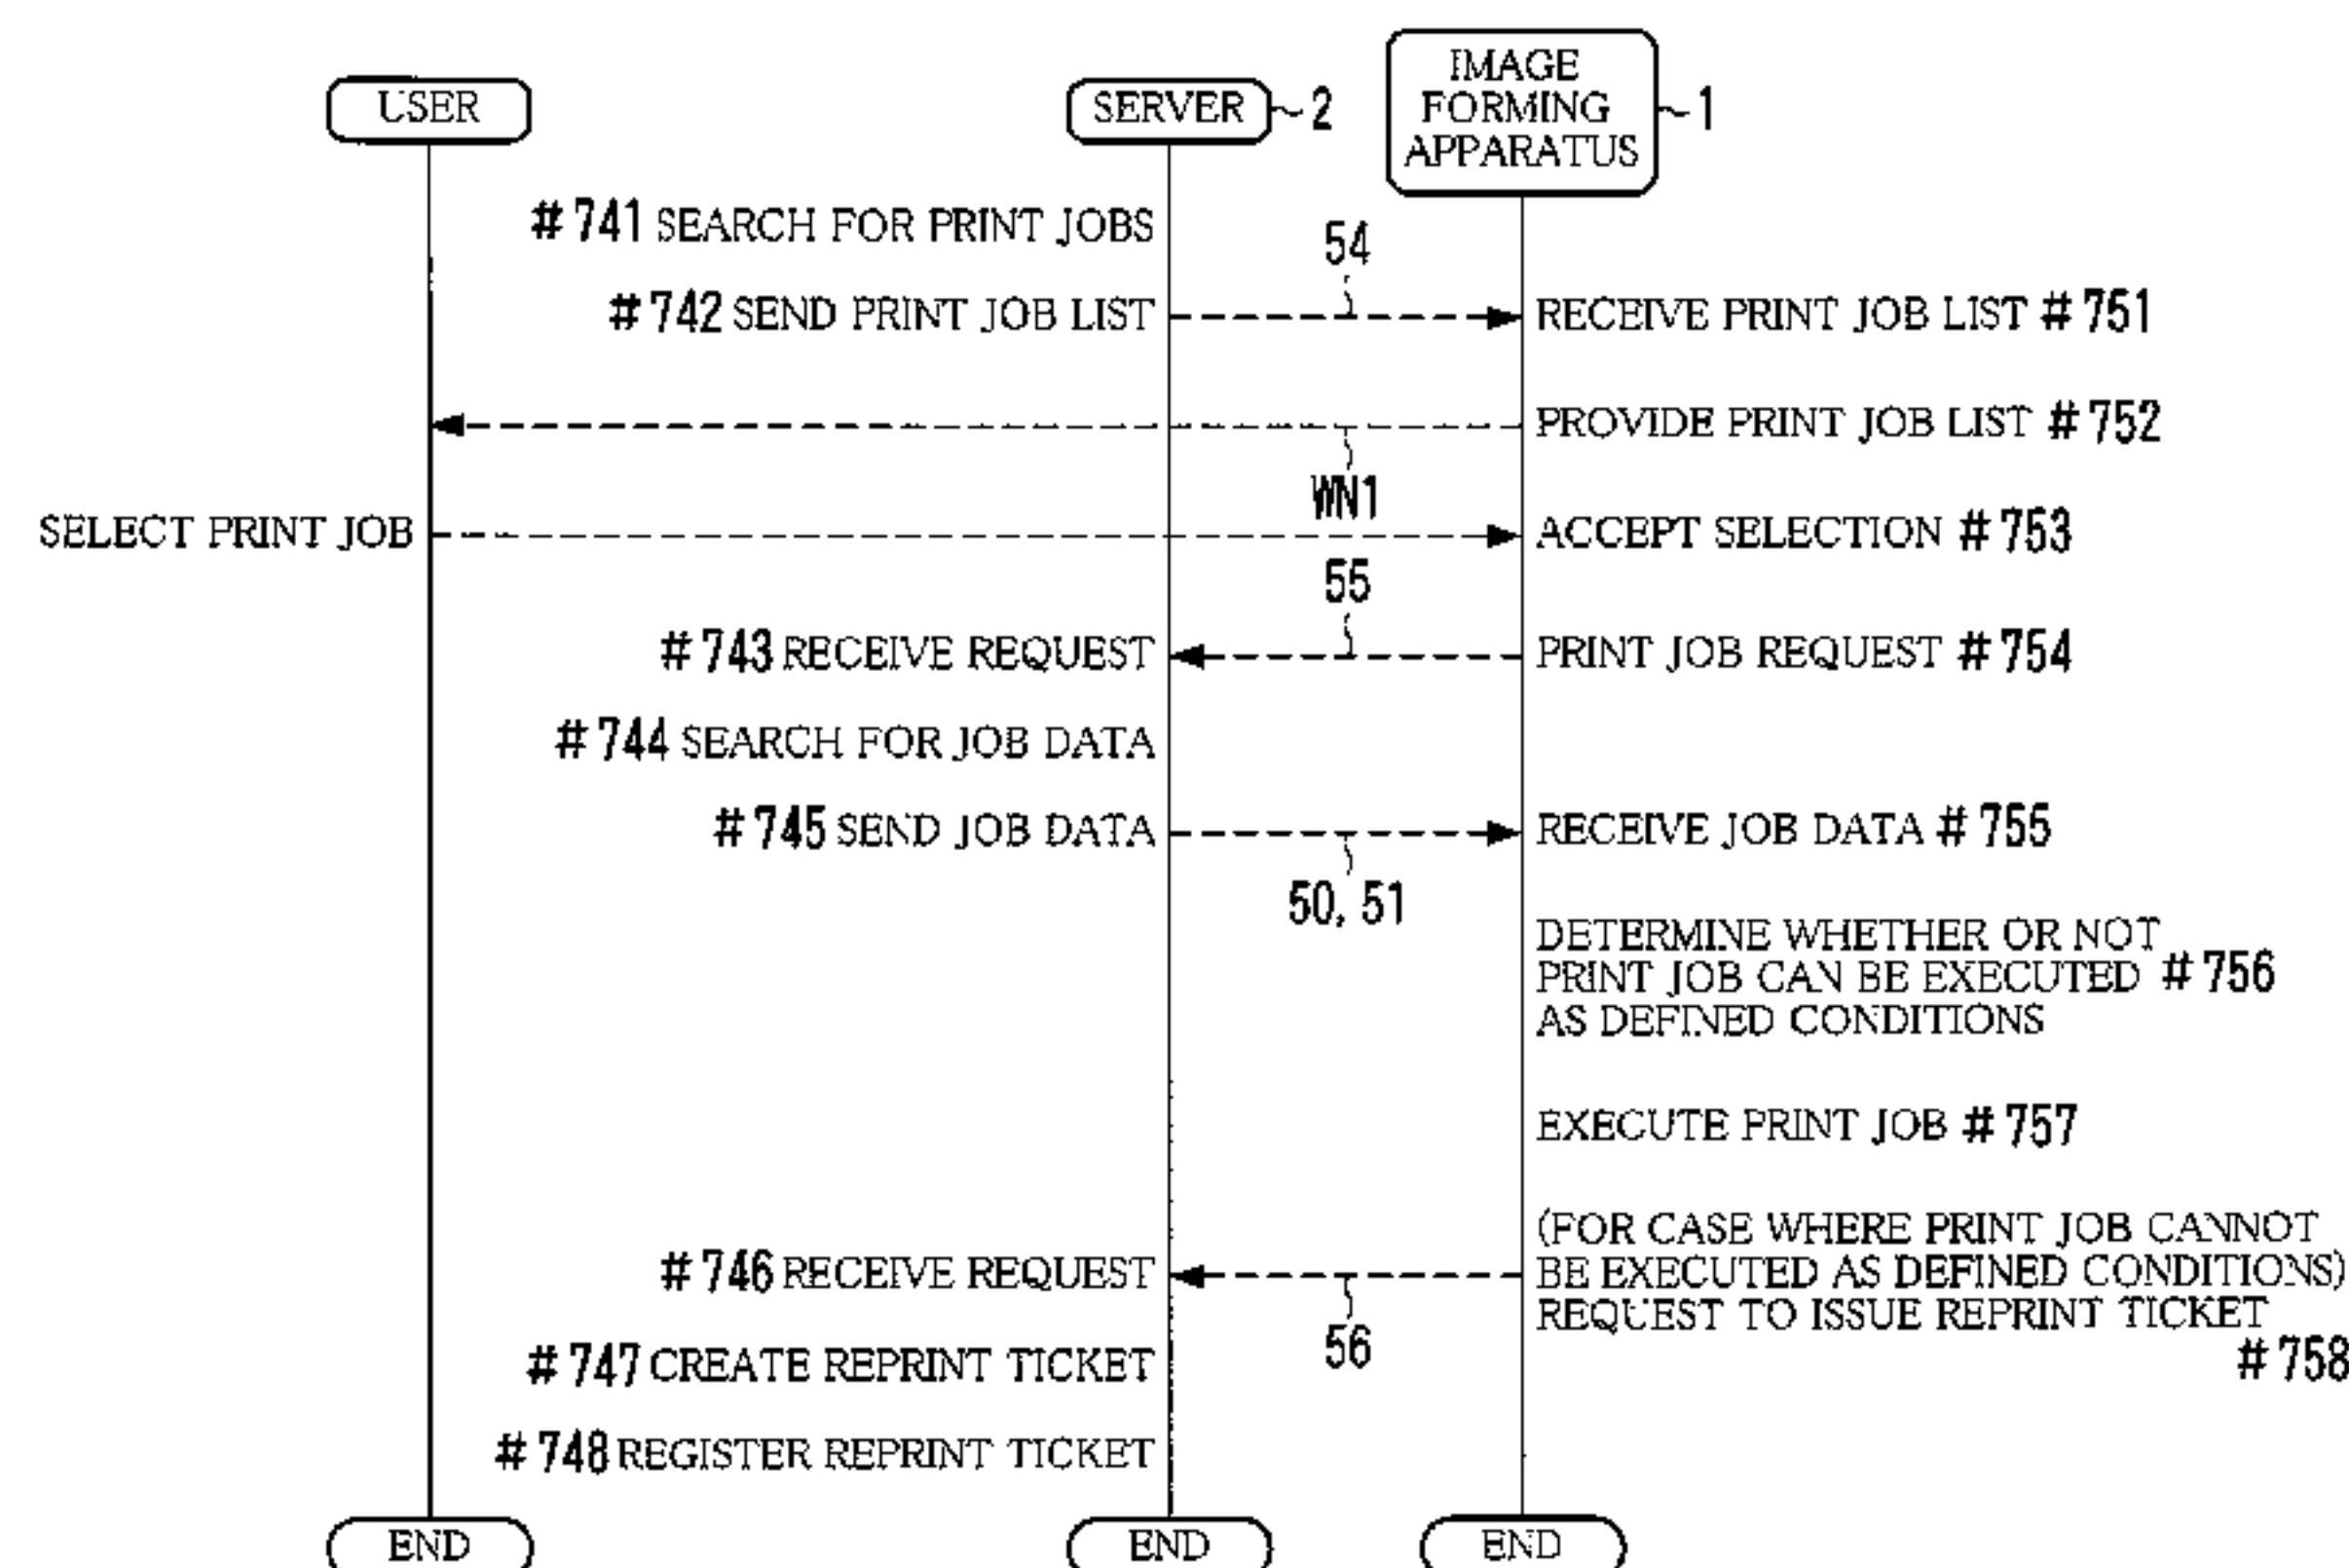 USER
SERVER ~2
IMAGE
FORMING
APPARATUS
~1
#741 SEARCH FOR PRINT JOBS
54
#742 SEND PRINT JOB LIST
RECEIVE PRINT JOB LIST #751
PROVIDE PRINT JOB LIST #752
WN1
SELECT PRINT JOB
ACCEPT SELECTION #753
55
#743 RECEIVE REQUEST
PRINT JOB REQUEST #754
#744 SEARCH FOR JOB DATA
#745 SEND JOB DATA
RECEIVE JOB DATA #755
50, 51
DETERMINE WHETHER OR NOT
PRINT JOB CAN BE EXECUTED #756
AS DEFINED CONDITIONS
EXECUTE PRINT JOB #757
(FOR CASE WHERE PRINT JOB CANNOT
BE EXECUTED AS DEFINED CONDITIONS)
REQUEST TO ISSUE REPRINT TICKET
#758
#746 RECEIVE REQUEST
56
#747 CREATE REPRINT TICKET
#748 REGISTER REPRINT TICKET
END
END
END